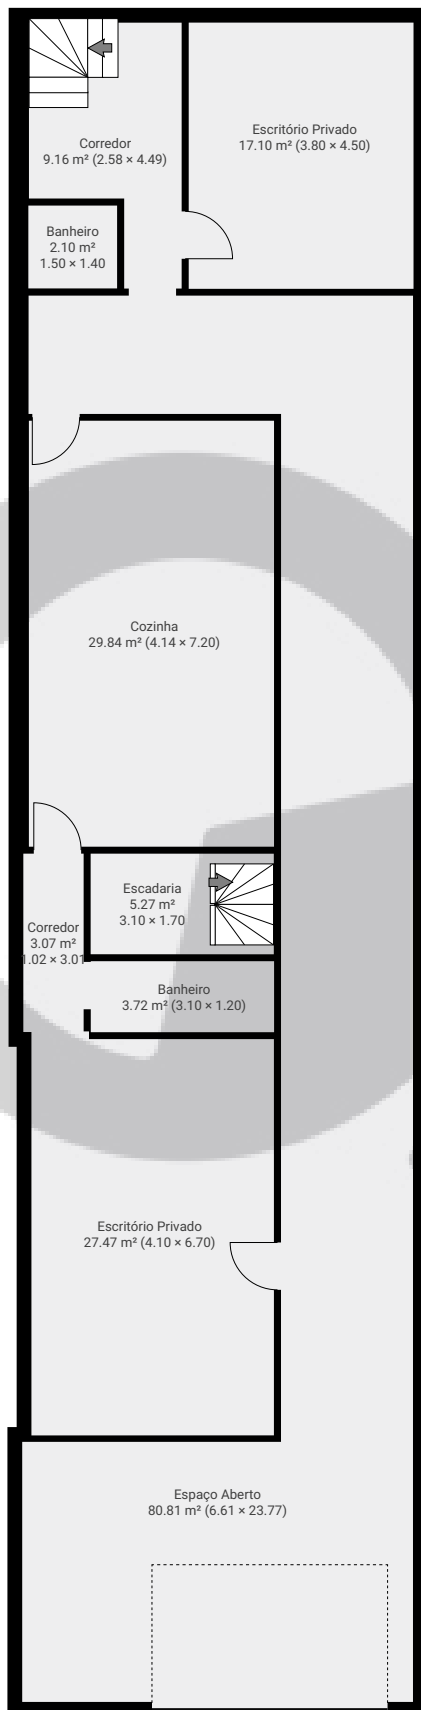 Corredor
9.16 m² (2.58 × 4.49)
Escritório Privado
17.10 m² (3.80 × 4.50)
Banheiro
2.10 m²
1.50 × 1.40
Cozinha
29.84 m² (4.14 × 7.20)
Escadaria
5.27 m²
3.10 × 1.70
Corredor
3.07 m²
1.02 × 3.01
Banheiro
3.72 m² (3.10 × 1.20)
Escritório Privado
27.47 m² (4.10 × 6.70)
Espaço Aberto
80.81 m² (6.61 × 23.77)